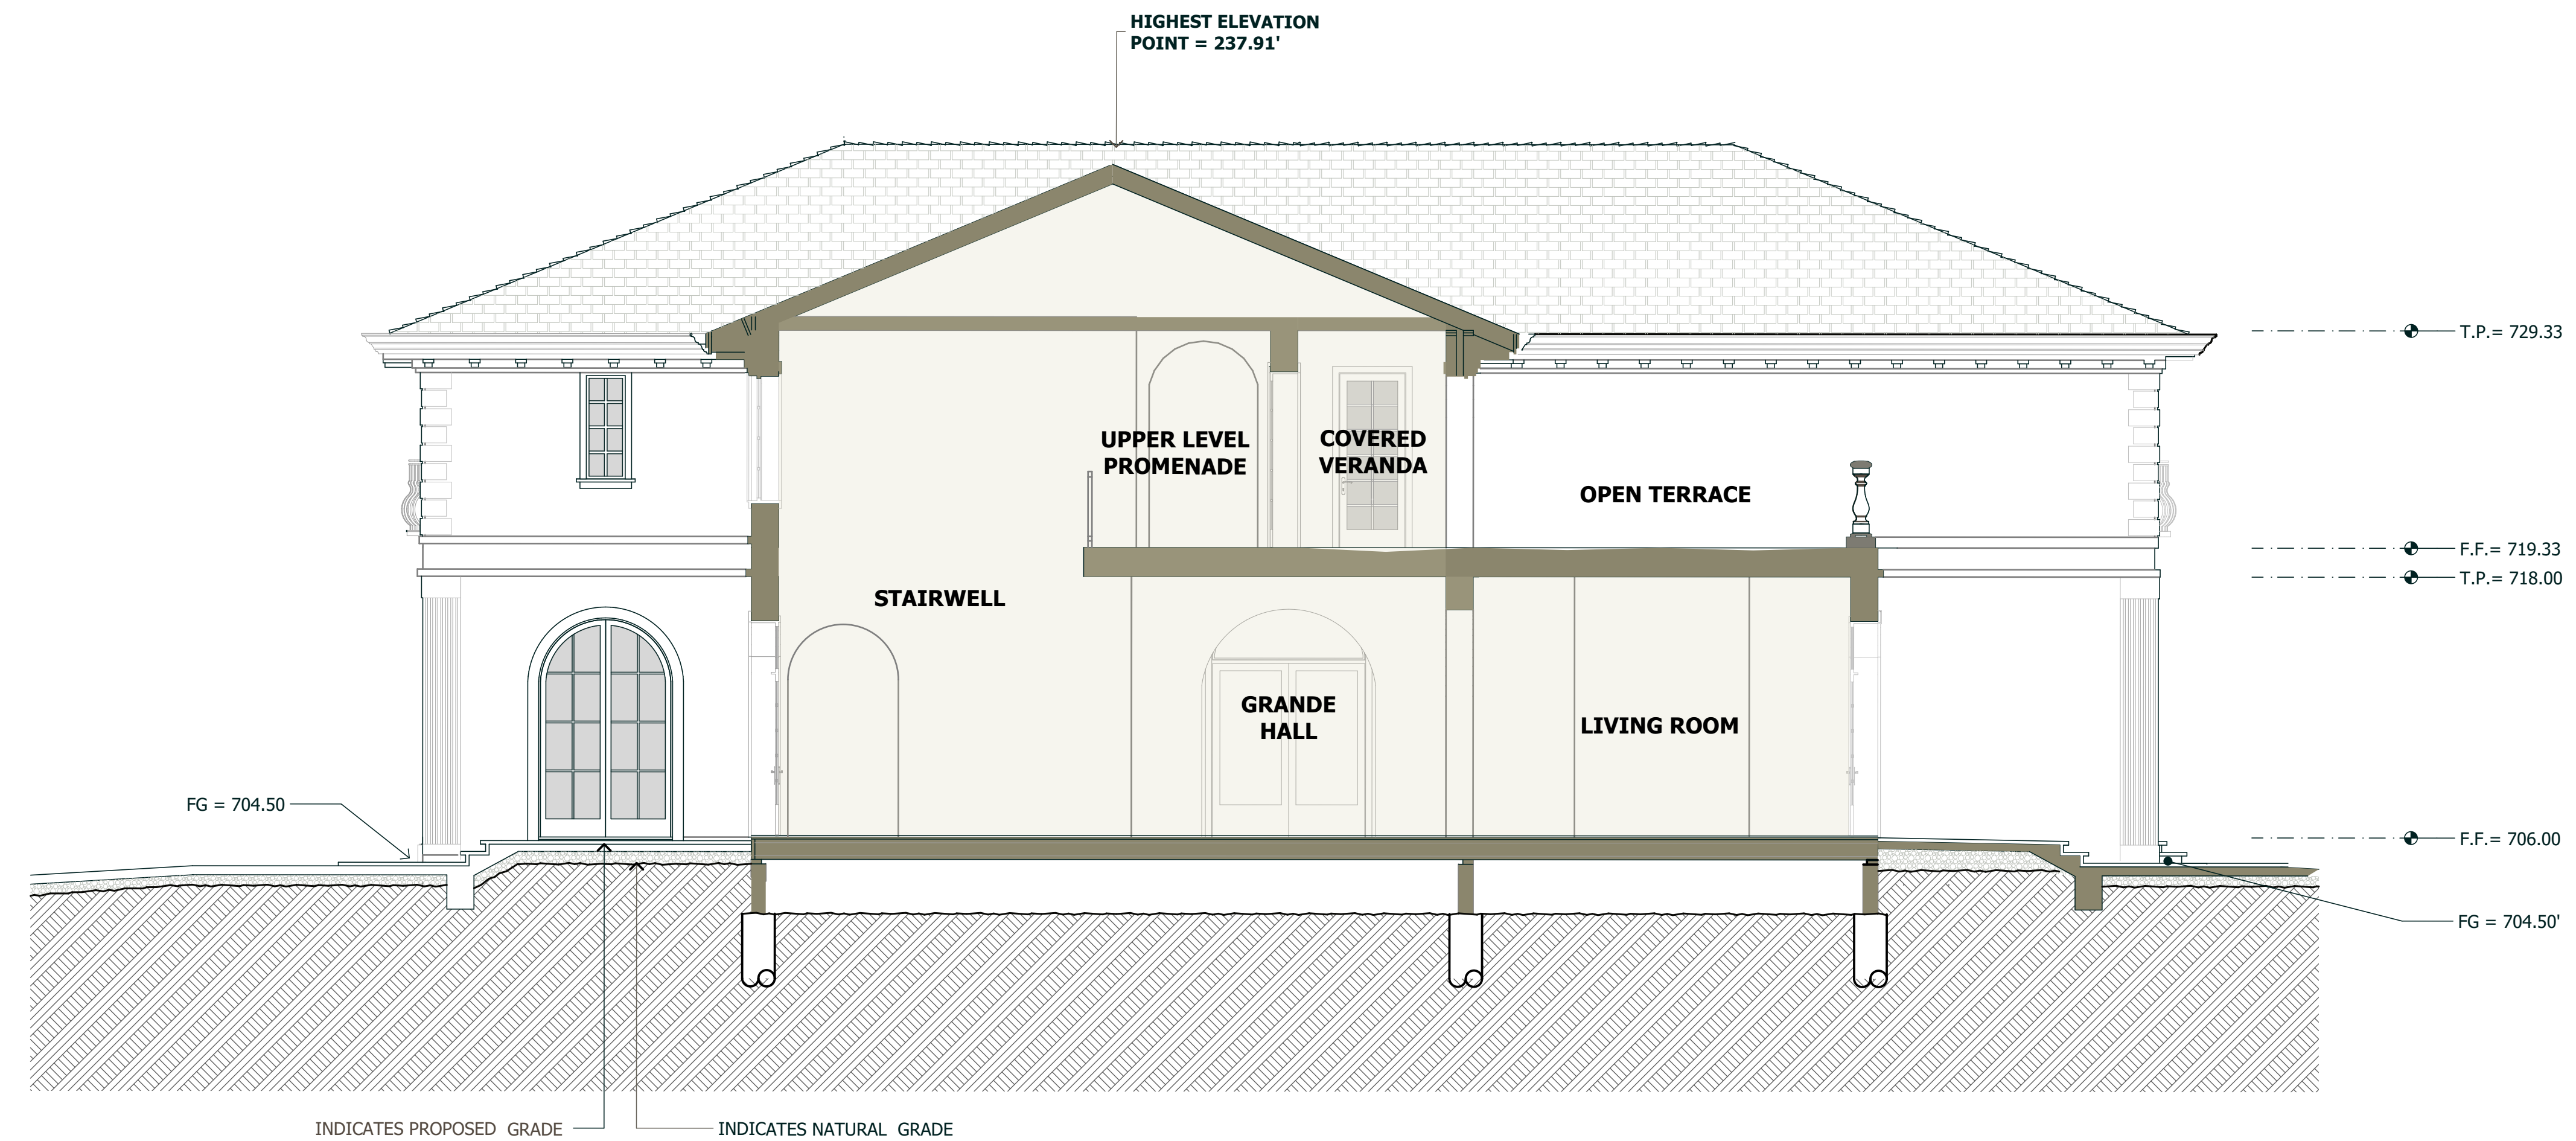 HIGHEST ELEVATION
POINT = 237.91'
T.P.= 729.33
UPPER LEVEL
PROMENADE
COVERED
VERANDA
OPEN TERRACE
F.F.= 719.33
T.P.= 718.00
STAIRWELL
GRANDE
HALL
LIVING ROOM
FG = 704.50
F.F.= 706.00
FG = 704.50'
INDICATES PROPOSED GRADE
INDICATES NATURAL GRADE